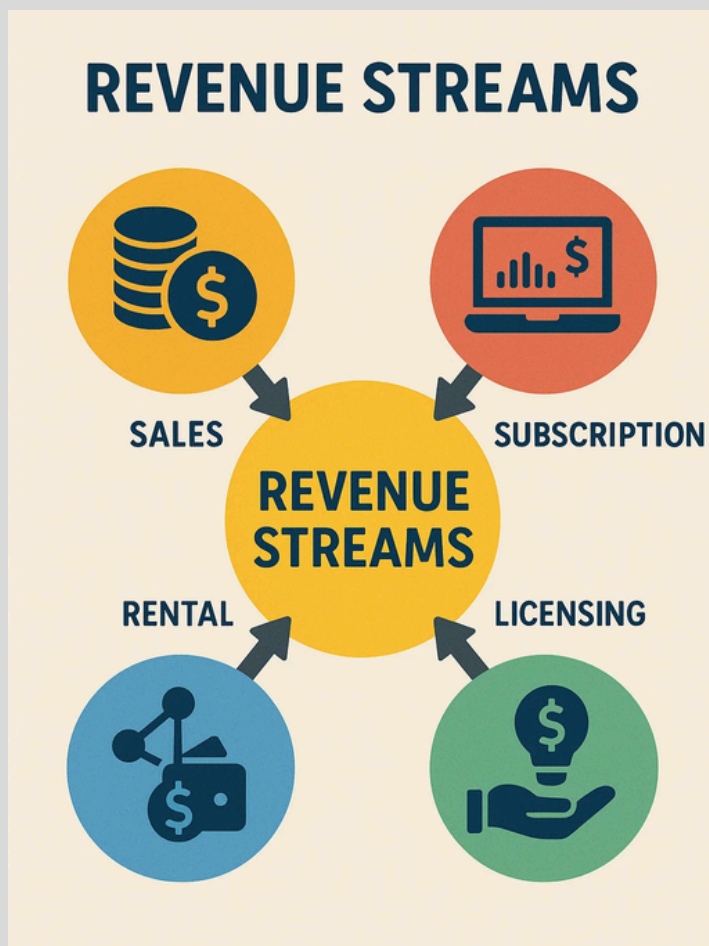 REVENUE STREAMS
$
$
SALES
SUBSCRIPTION
REVENUE
STREAMS
RENTAL
LICENSING
$
$